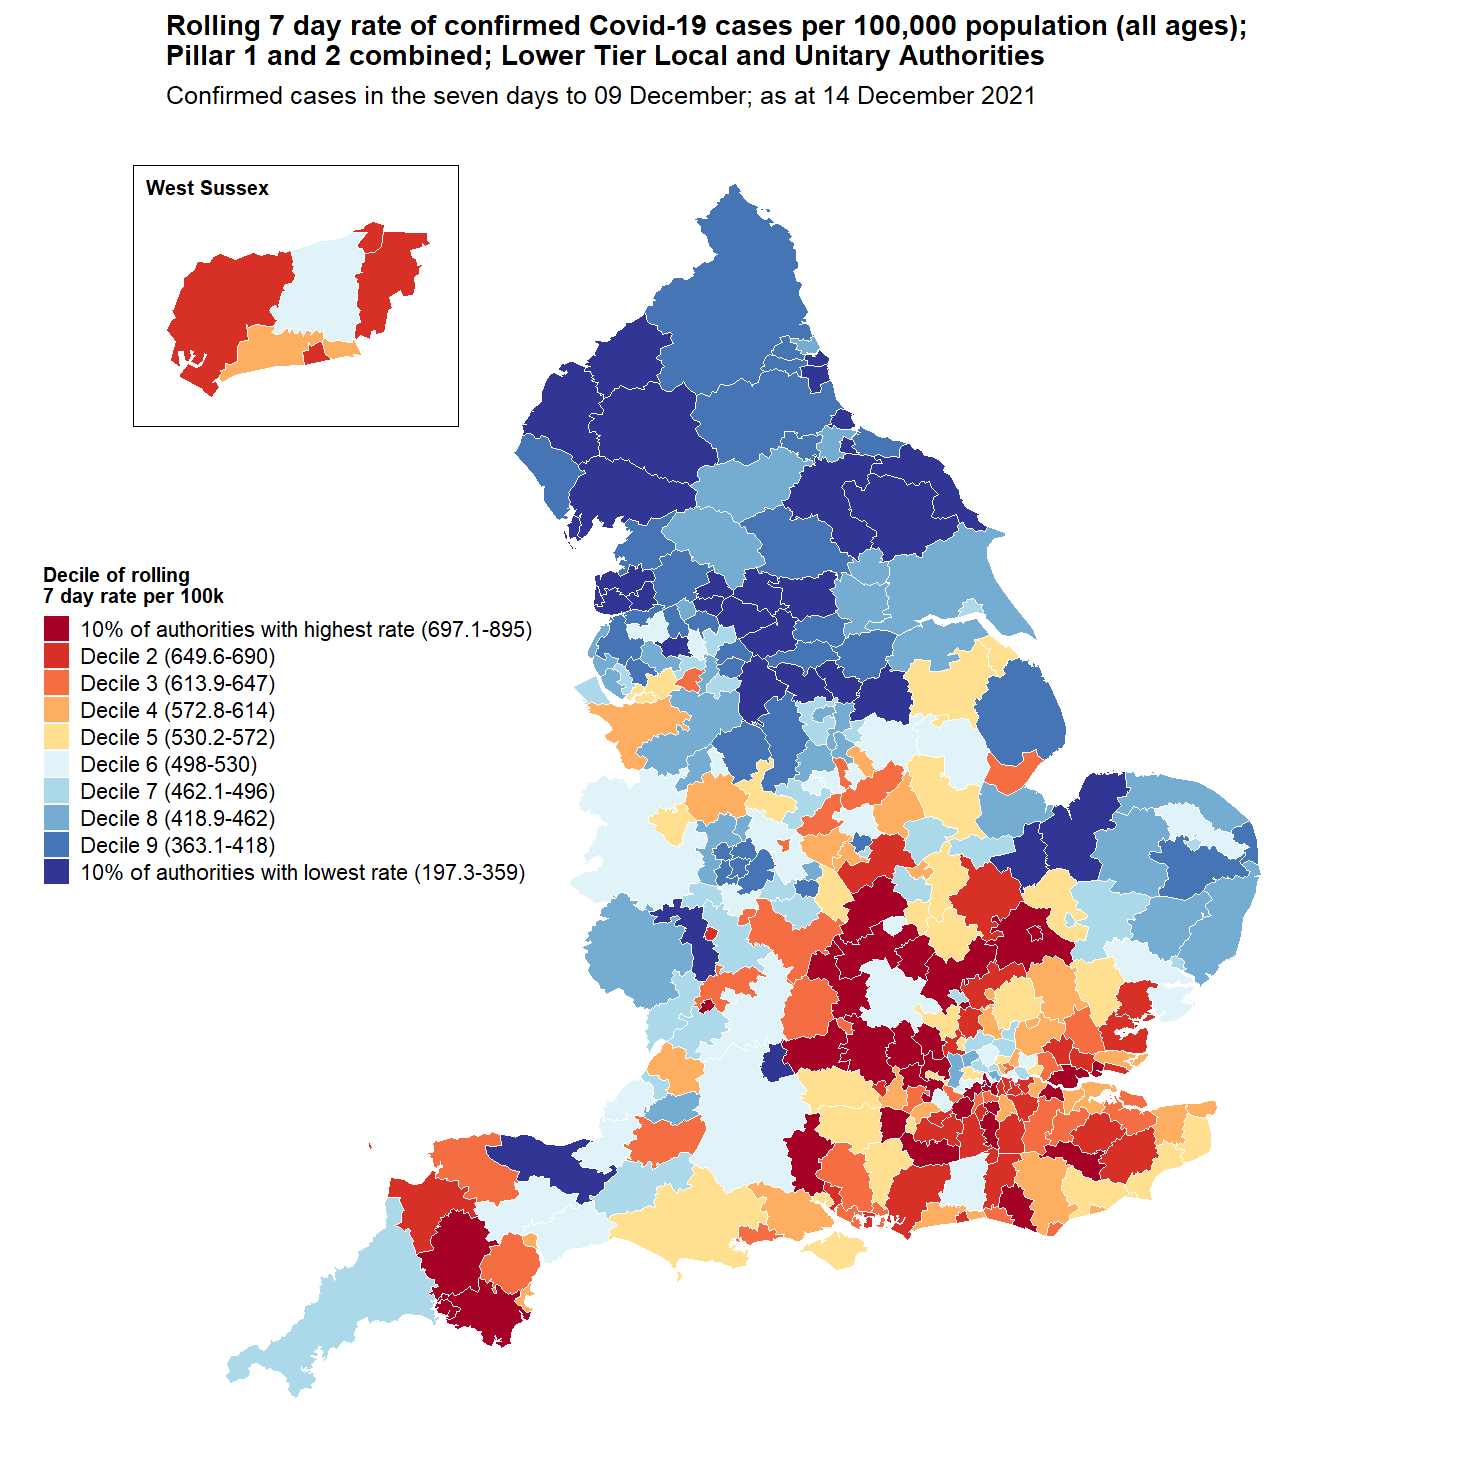 Rolling 7 day rate of confirmed Covid-19 cases per 100,000 population (all ages);
Pillar 1 and 2 combined; Lower Tier Local and Unitary Authorities
Confirmed cases in the seven days to 09 December; as at 14 December 2021
West Sussex
Decile of rolling
7 day rate per 100k
10% of authorities with highest rate (697.1-895)
Decile 2 (649.6-690)
Decile 3 (613.9-647)
Decile 4 (572.8-614)
Decile 5 (530.2-572)
Decile 6 (498-530)
Decile 7 (462.1-496)
Decile 8 (418.9-462)
Decile 9 (363.1-418)
10% of authorities with lowest rate (197.3-359)